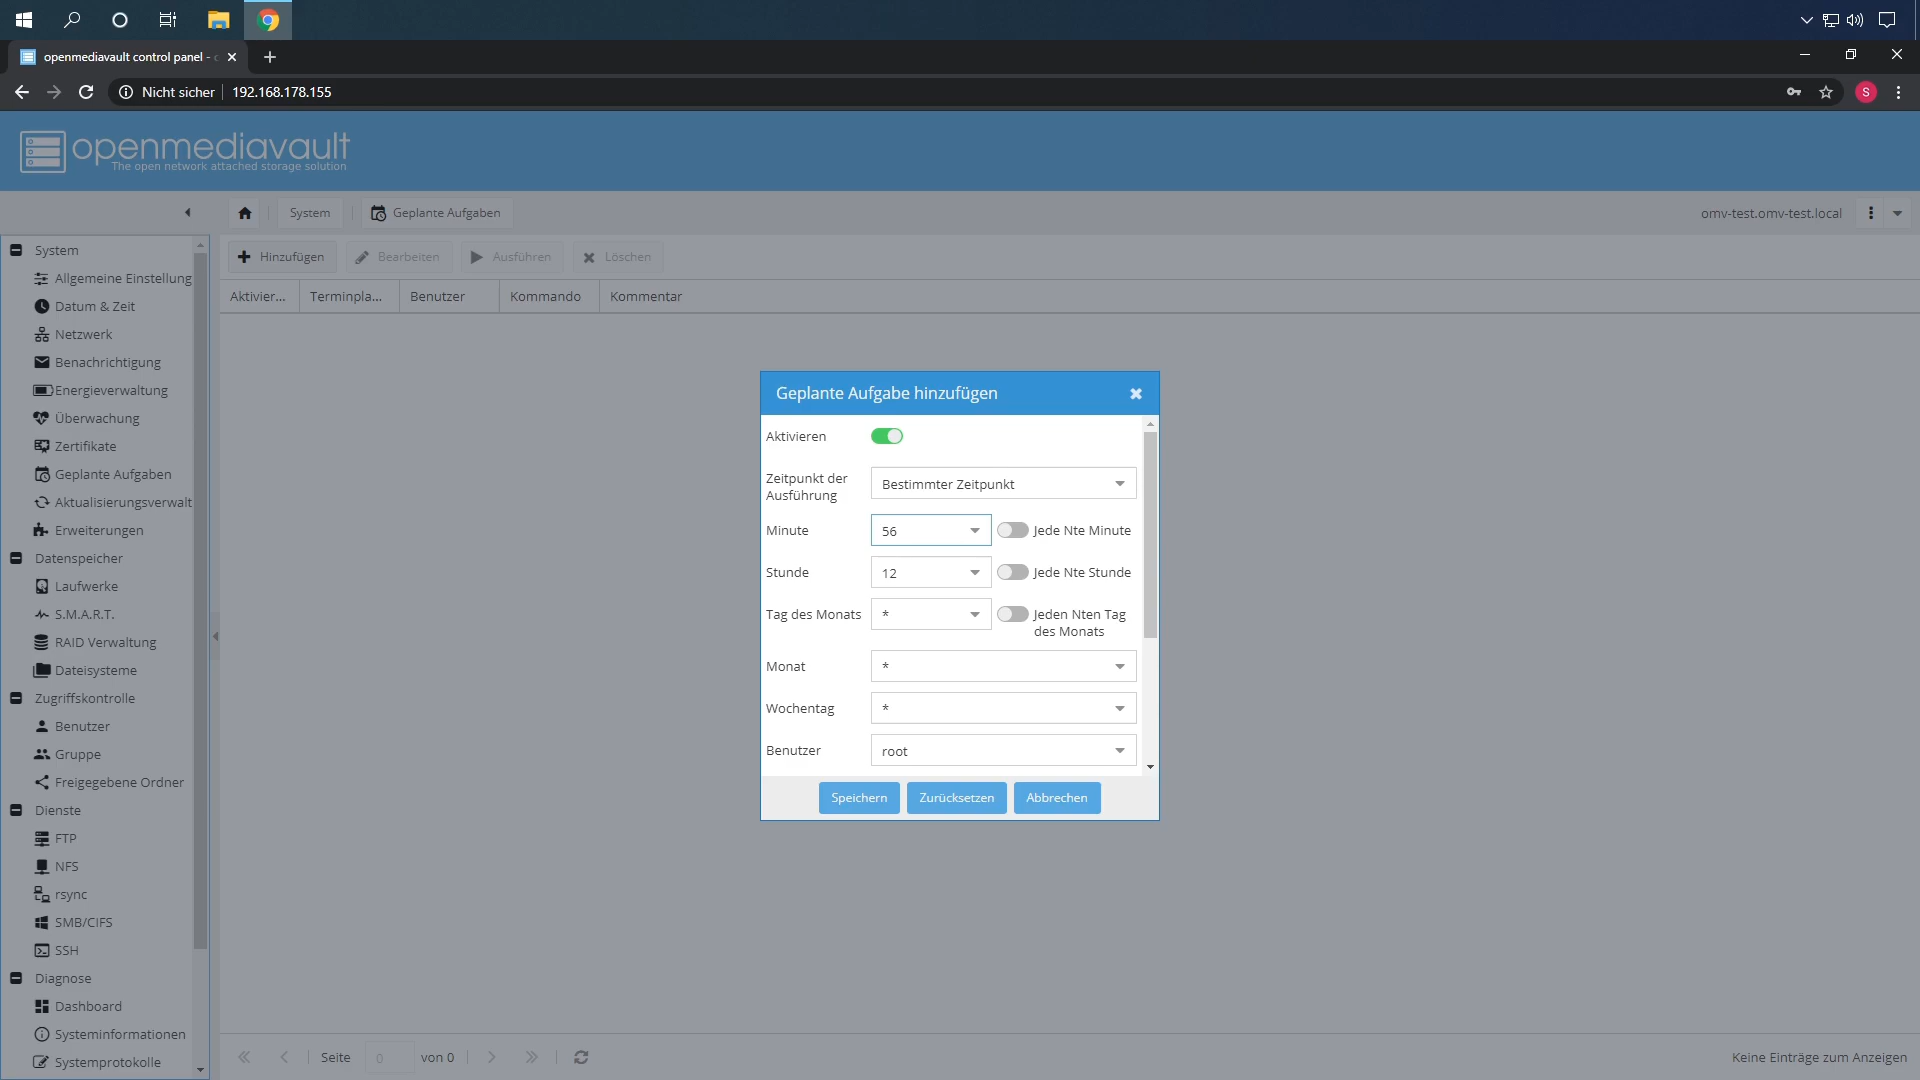 openmediavault control panel -
Nicht sicher
192.168.178.155
S
openmediavault
The open network attached storage solution
System
Geplante Aufgaben
omv-test.omv-test.local
System
Allgemeine Einstellung
Datum & Zeit
Netzwerk
Benachrichtigung
Energieverwaltung
Überwachung
Zertifikate
Geplante Aufgaben
Aktualisierungsverwalt
Erweiterungen
Datenspeicher
Laufwerke
S.M.A.R.T.
RAID Verwaltung
Dateisysteme
Zugriffskontrolle
Benutzer
Gruppe
Freigegebene Ordner
Dienste
FTP
NFS
rsync
SMB/CIFS
SSH
Diagnose
Dashboard
Systeminformationen
Systemprotokolle
Hinzufügen
Bearbeiten
Ausführen
Löschen
Aktivier...
Terminpla...
Benutzer
Kommando
Kommentar
Geplante Aufgabe hinzufügen
Aktivieren
Zeitpunkt der
Ausführung
Bestimmter Zeitpunkt
Minute
56
Jede Nte Minute
Stunde
12
Jede Nte Stunde
Tag des Monats
*
Jeden Nten Tag
des Monats
Monat
*
Wochentag
*
Benutzer
root
Speichern
Zurücksetzen
Abbrechen
Seite
0
von 0
Keine Einträge zum Anzeigen